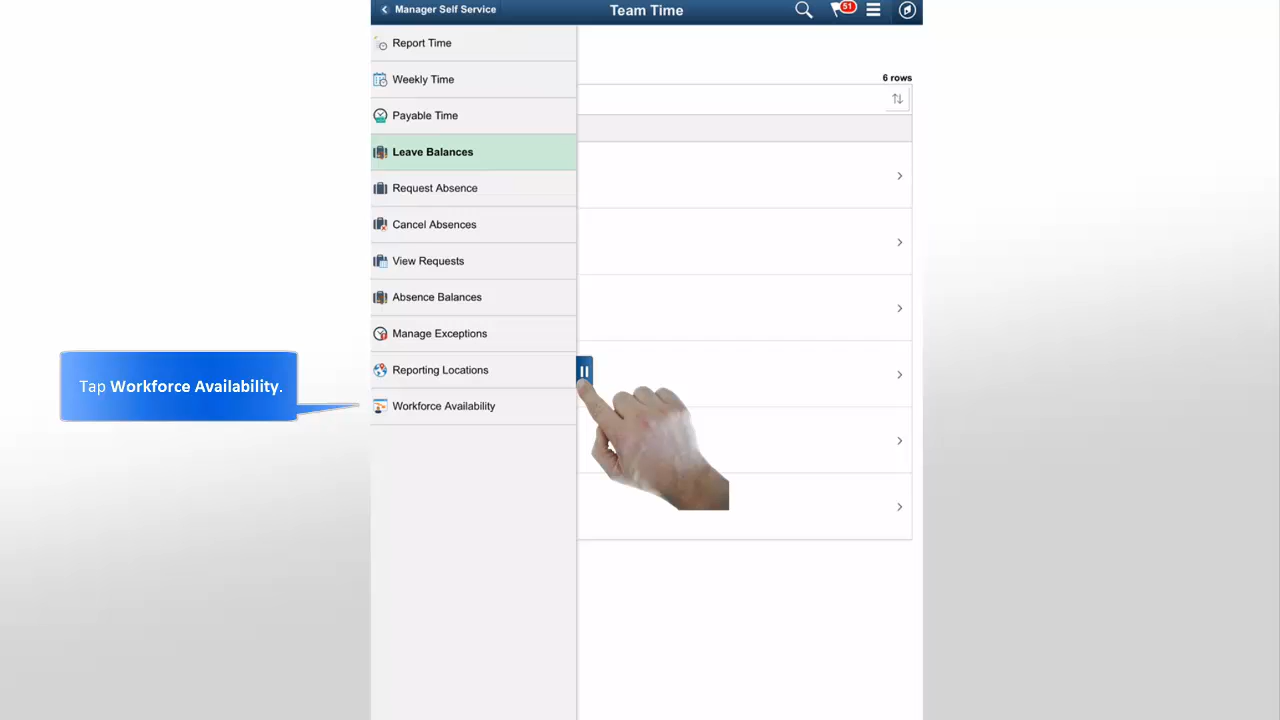 Manager Self Service
Team Time
51
Report Time
Weekly Time
Payable Time
Leave Balances
Request Absence
Cancel Absences
View Requests
Absence Balances
Manage Exceptions
Reporting Locations
Workforce Availability
6 rows
Tap Workforce Availability.